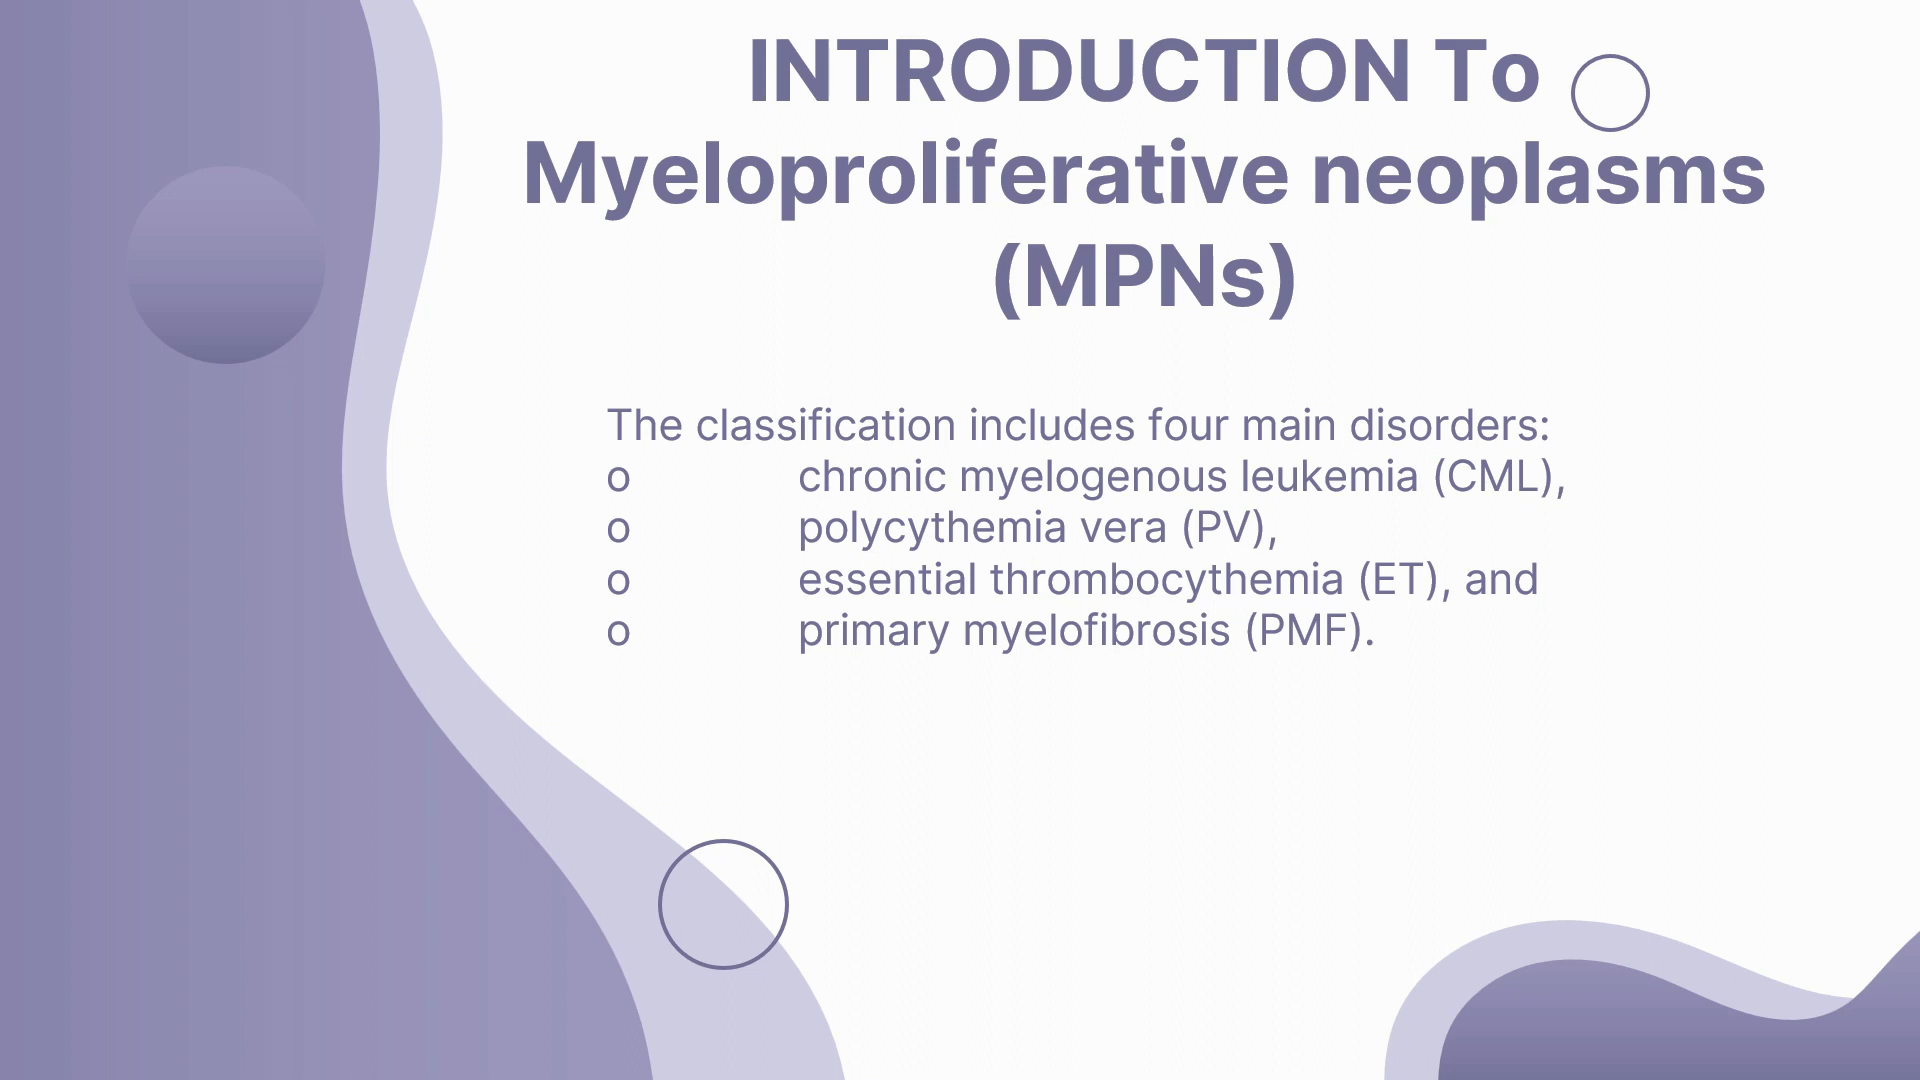 INTRODUCTION To
Myeloproliferative neoplasms
(MPNs)
The classification includes four main disorders:
o chronic myelogenous leukemia (CML),
o polycythemia vera (PV),
o essential thrombocythemia (ET), and
o primary myelofibrosis (PMF).